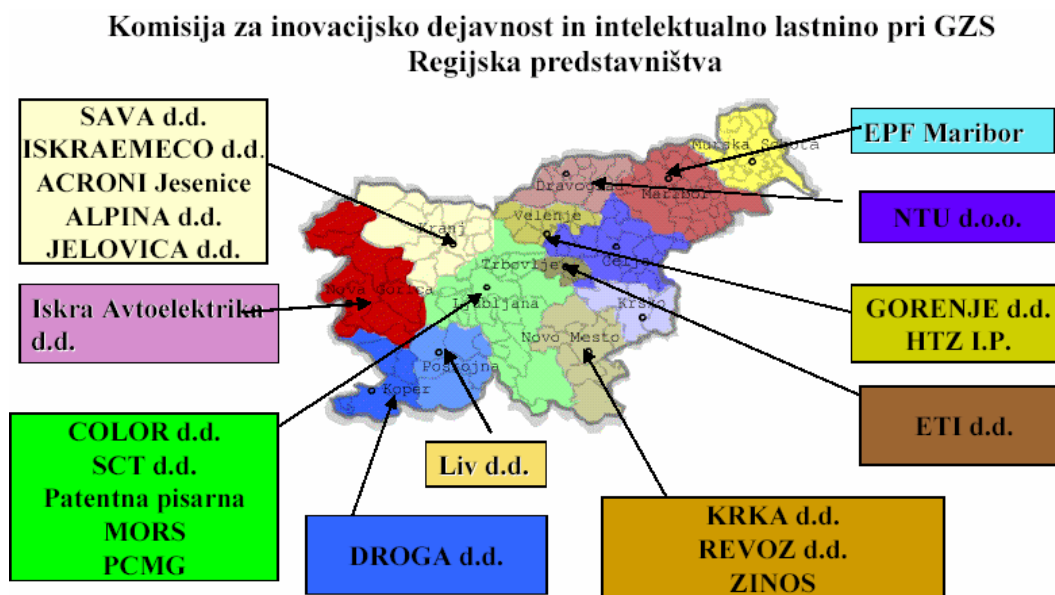 Komisija za inovacijsko dejavnost in intelektualno lastnino pri GZS
Regijska predstavništva
SAVA d.d.
ISKRAEMECO d.d.
ACRONI Jesenice
ALPINA d.d.
JELOVICA d.d.
Iskra Avtoelektrika
d.d.
COLOR d.d.
SCT d.d.
Patentna pisarna
MORS
PCMG
DROGA d.d.
Liv d.d.
KRKA d.d.
REVOZ d.d.
ZINOS
ETI d.d.
GORENJE d.d.
HTZ I.P.
NTU d.o.o.
EPF Maribor
Murska Sobota
Maribor
Dravograd
Velenje
Celje
Trbovlje
Kranj
Nova Gorica
Ljubljana
Krško
Novo Mesto
Postojna
Koper